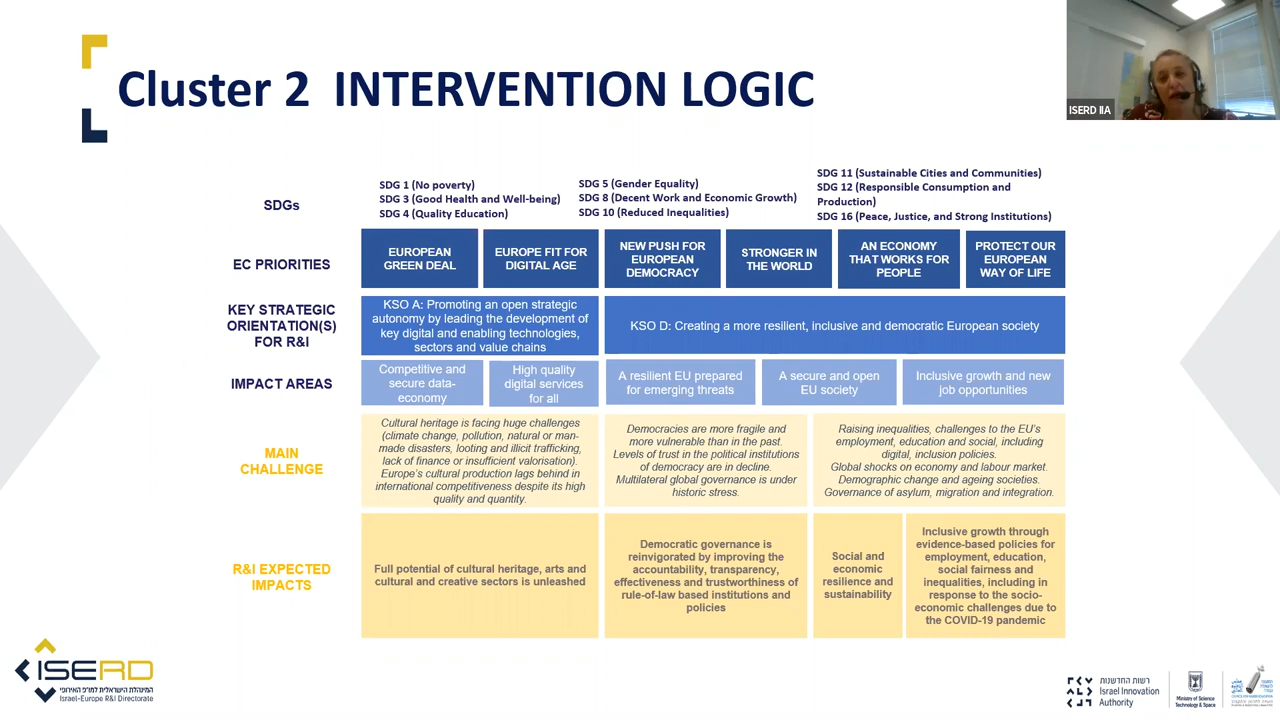 Cluster 2 INTERVENTION LOGIC
ISERD IIA
SDGs
SDG 1 (No poverty)
SDG 3 (Good Health and Well-being)
SDG 4 (Quality Education)
SDG 5 (Gender Equality)
SDG 8 (Decent Work and Economic Growth)
SDG 10 (Reduced Inequalities)
SDG 11 (Sustainable Cities and Communities)
SDG 12 (Responsible Consumption and
Production)
SDG 16 (Peace, Justice, and Strong Institutions)
EC PRIORITIES
EUROPEAN
GREEN DEAL
EUROPE FIT FOR
DIGITAL AGE
NEW PUSH FOR
EUROPEAN
DEMOCRACY
STRONGER IN
THE WORLD
AN ECONOMY
THAT WORKS FOR
PEOPLE
PROTECT OUR
EUROPEAN
WAY OF LIFE
KEY STRATEGIC
ORIENTATION(S)
FOR R&I
KSO A: Promoting an open strategic
autonomy by leading the development of
key digital and enabling technologies,
sectors and value chains
KSO D: Creating a more resilient, inclusive and democratic European society
IMPACT AREAS
Competitive and
secure data-
economy
High quality
digital services
for all
A resilient EU prepared
for emerging threats
A secure and open
EU society
Inclusive growth and new
job opportunities
MAIN
CHALLENGE
Cultural heritage is facing huge challenges
(climate change, pollution, natural or man-
made disasters, looting and illicit trafficking,
lack of finance or insufficient valorisation).
Europe's cultural production lags behind in
international competitiveness despite its high
quality and quantity.
Democracies are more fragile and
more vulnerable than in the past.
Levels of trust in the political institutions
of democracy are in decline.
Multilateral global governance is under
historic stress.
Raising inequalities, challenges to the EU's
employment, education and social, including
digital, inclusion policies.
Global shocks on economy and labour market.
Demographic change and ageing societies.
Governance of asylum, migration and integration.
R&I EXPECTED
IMPACTS
Full potential of cultural heritage, arts and
cultural and creative sectors is unleashed
Democratic governance is
reinvigorated by improving the
accountability, transparency,
effectiveness and trustworthiness of
rule-of-law based institutions and
policies
Social and
economic
resilience and
sustainability
Inclusive growth through
evidence-based policies for
employment, education,
social fairness and
inequalities, including in
response to the socio-
economic challenges due to
the COVID-19 pandemic
ISERD
המינהלת הישראלית למו"פ האירופי
Israel-Europe R&I Directorate
רשות החדשנות
Israel Innovation
Authority
Ministry of Science
Technology & Space